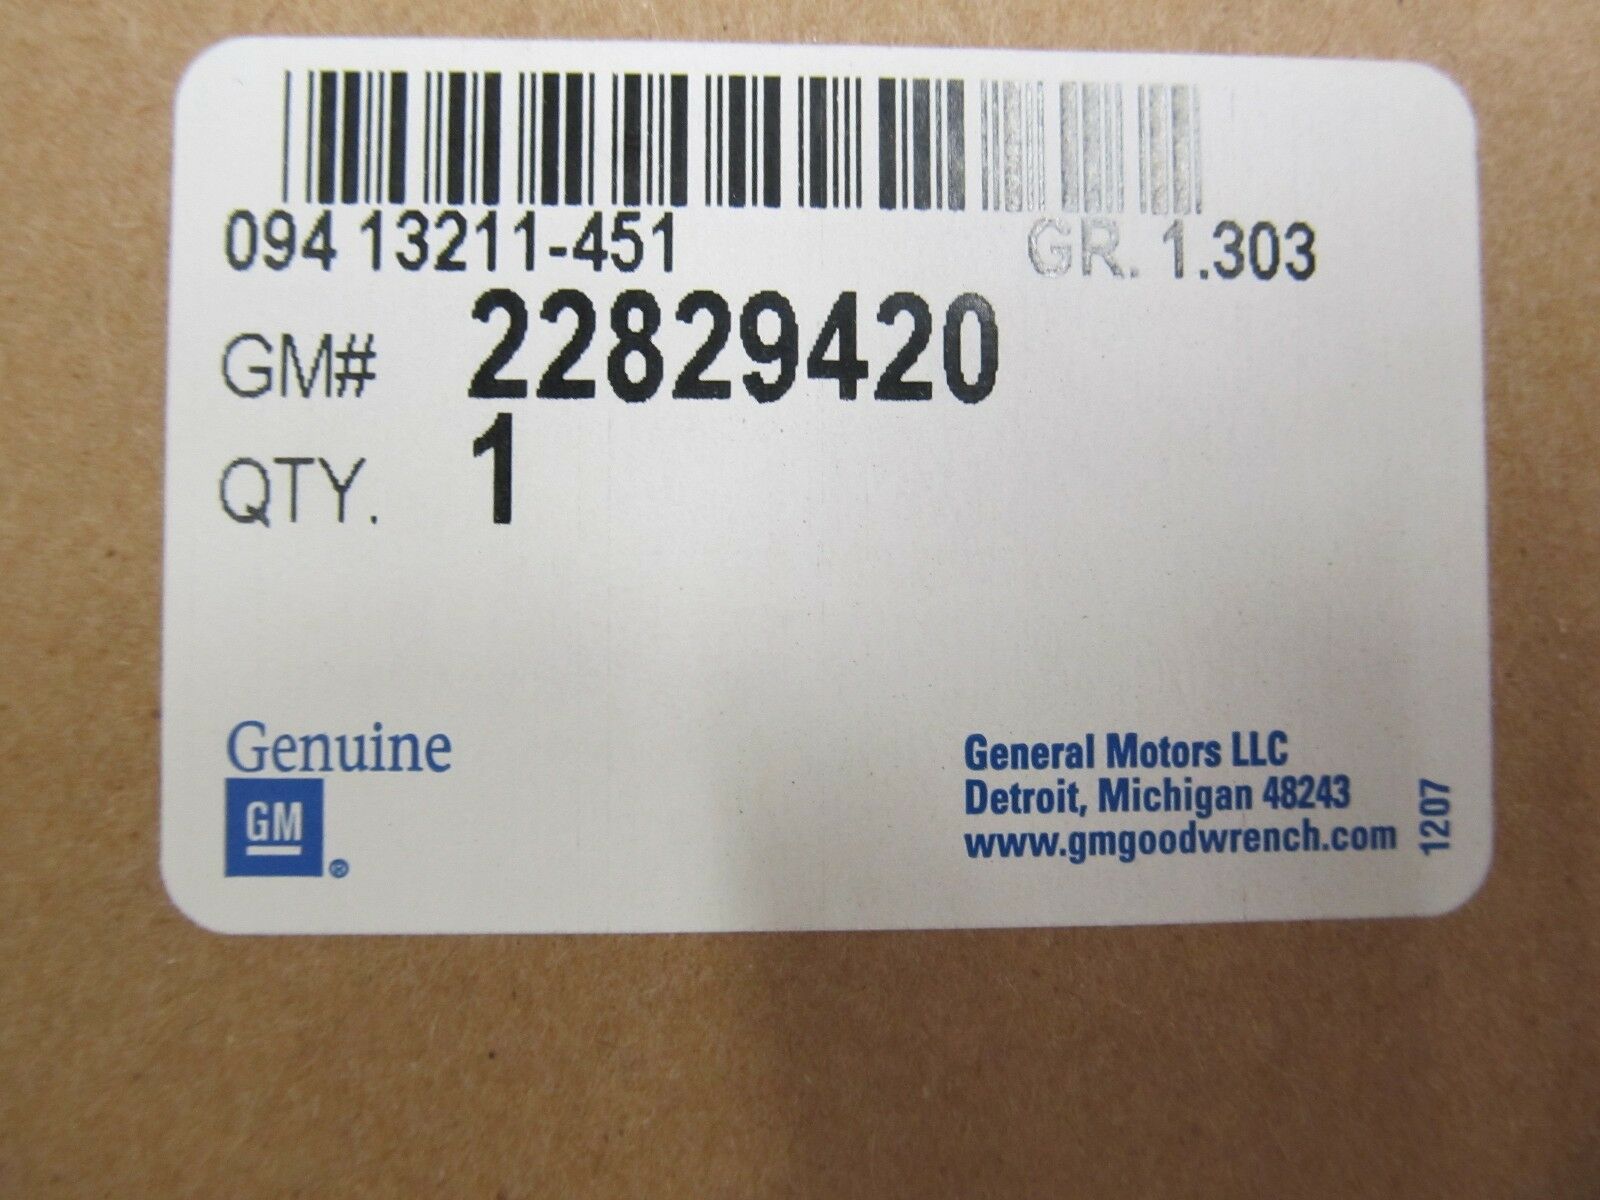 094 13211-451 GR. 1.303
GM# 22829420
QTY. 1
Genuine
GM ®
General Motors LLC
Detroit, Michigan 48243
www.gmgoodwrench.com
1207